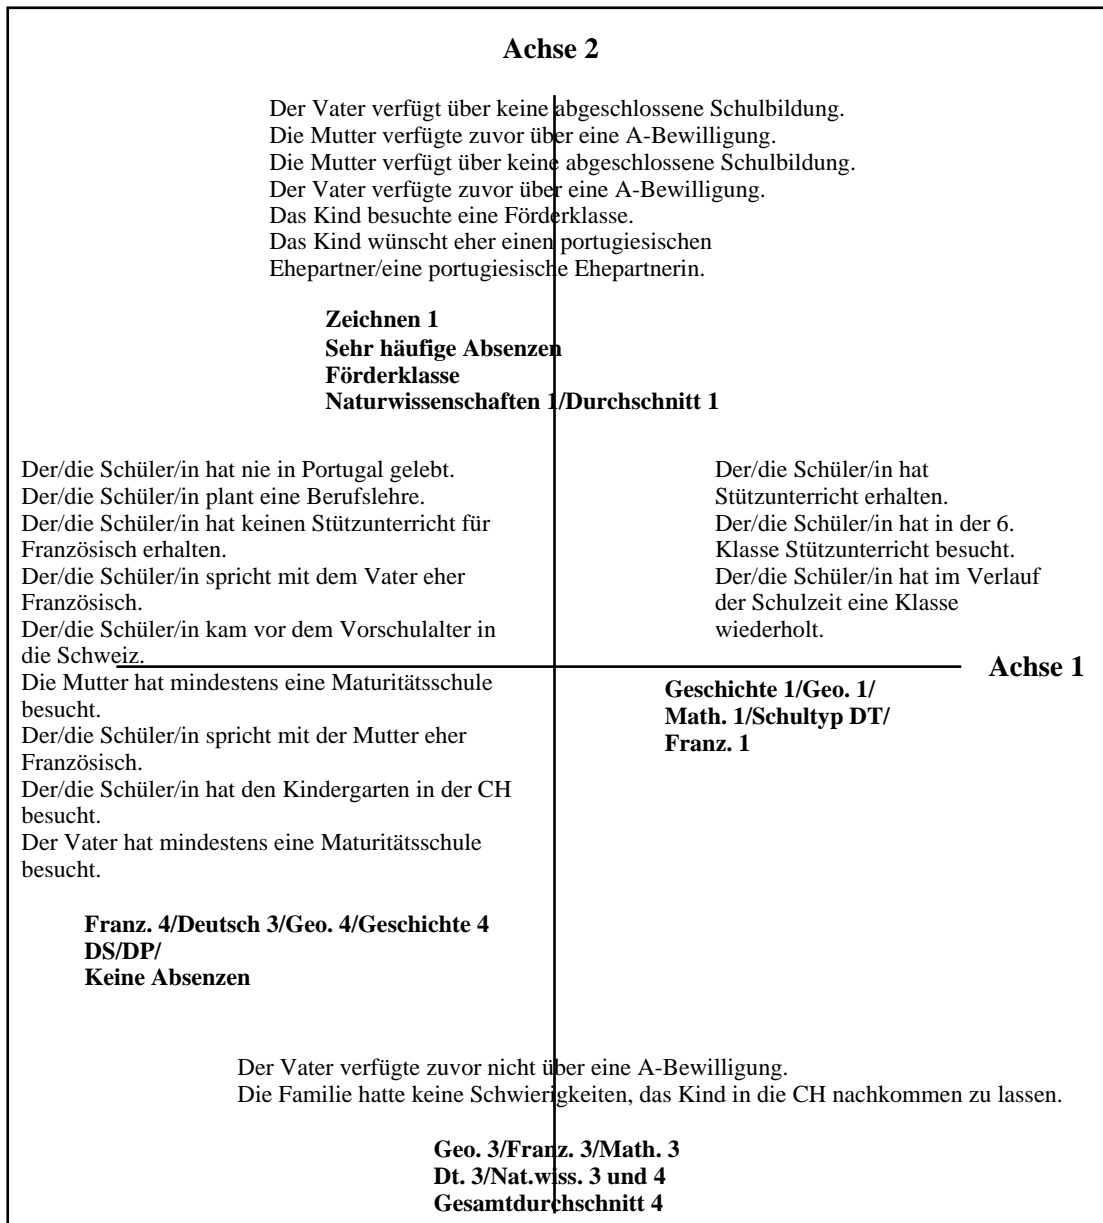 Achse 2
Der Vater verfügt über keine abgeschlossene Schulbildung.
Die Mutter verfügte zuvor über eine A-Bewilligung.
Die Mutter verfügt über keine abgeschlossene Schulbildung.
Der Vater verfügte zuvor über eine A-Bewilligung.
Das Kind besuchte eine Förderklasse.
Das Kind wünscht eher einen portugiesischen
Ehepartner/eine portugiesische Ehepartnerin.
Zeichnen 1
Sehr häufige Absenzen
Förderklasse
Naturwissenschaften 1/Durchschnitt 1
Der/die Schüler/in hat nie in Portugal gelebt.
Der/die Schüler/in plant eine Berufslehre.
Der/die Schüler/in hat keinen Stützunterricht für
Französisch erhalten.
Der/die Schüler/in spricht mit dem Vater eher
Französisch.
Der/die Schüler/in kam vor dem Vorschulalter in
die Schweiz.
Die Mutter hat mindestens eine Maturitätsschule
besucht.
Der/die Schüler/in spricht mit der Mutter eher
Französisch.
Der/die Schüler/in hat den Kindergarten in der CH
besucht.
Der Vater hat mindestens eine Maturitätsschule
besucht.
Der/die Schüler/in hat
Stützunterricht erhalten.
Der/die Schüler/in hat in der 6.
Klasse Stützunterricht besucht.
Der/die Schüler/in hat im Verlauf
der Schulzeit eine Klasse
wiederholt.
Achse 1
Geschichte 1/Geo. 1/
Math. 1/Schultyp DT/
Franz. 1
Franz. 4/Deutsch 3/Geo. 4/Geschichte 4
DS/DP/
Keine Absenzen
Der Vater verfügte zuvor nicht über eine A-Bewilligung.
Die Familie hatte keine Schwierigkeiten, das Kind in die CH nachkommen zu lassen.
Geo. 3/Franz. 3/Math. 3
Dt. 3/Nat.wiss. 3 und 4
Gesamtdurchschnitt 4